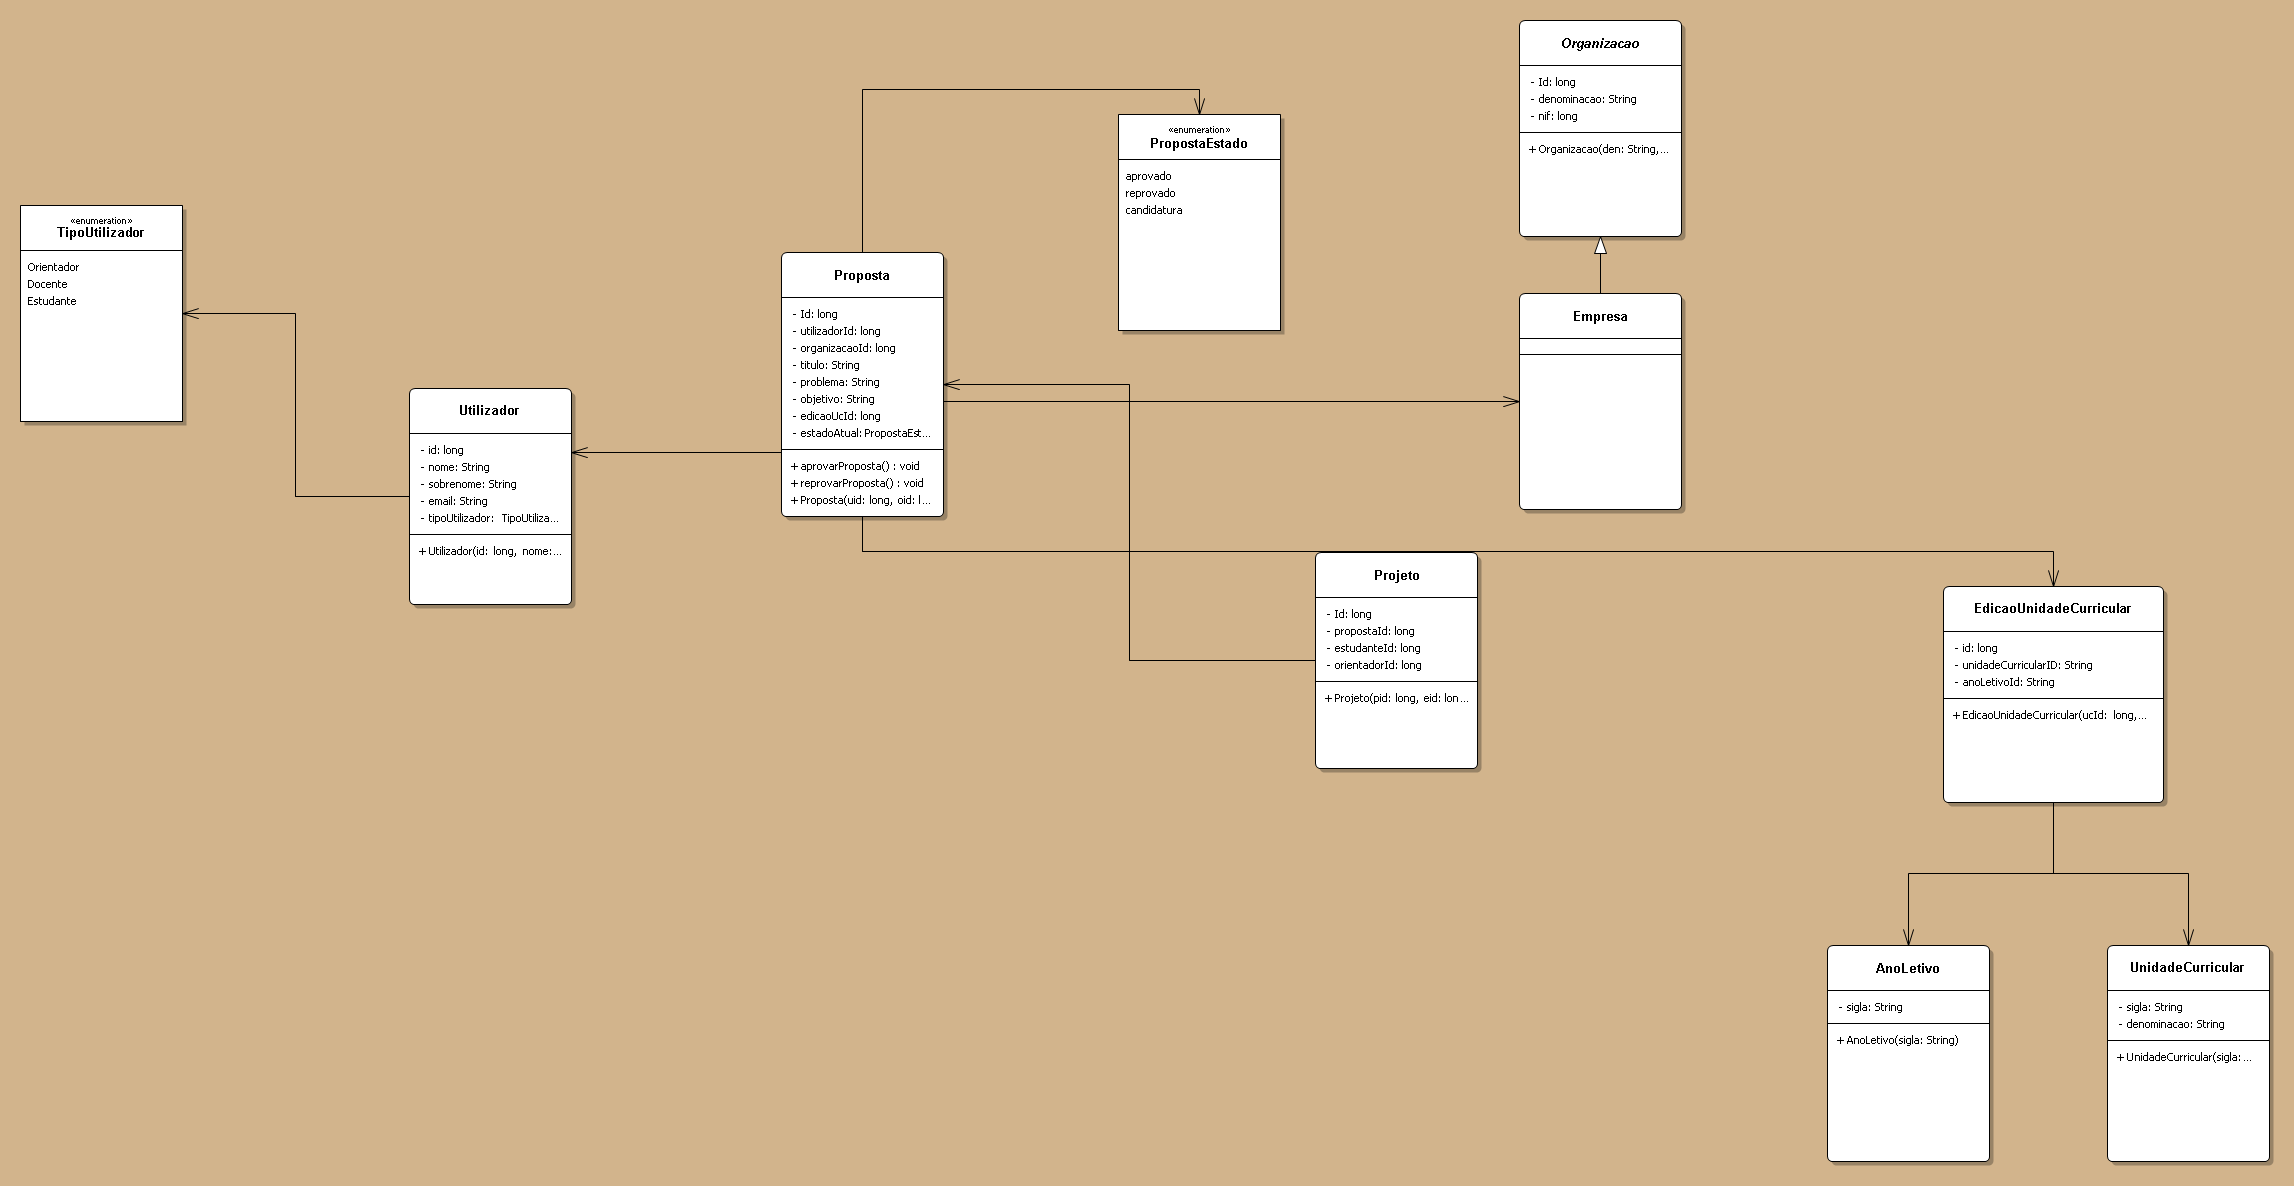 Organizacao
- Id: long
- denominacao: String
- nif: long
+ Organizacao(den: String,...
«enumeration»
PropostaEstado
aprovado
reprovado
candidatura
«enumeration»
TipoUtilizador
Orientador
Docente
Estudante
Proposta
- Id: long
- utilizadorId: long
- organizacaoId: long
- titulo: String
- problema: String
- objetivo: String
- edicaoUcId: long
- estadoAtual: PropostaEst...
+ aprovarProposta() : void
+ reprovarProposta() : void
+ Proposta(uid: long, oid: l...
Empresa
Utilizador
- id: long
- nome: String
- sobrenome: String
- email: String
- tipoUtilizador: TipoUtiliza...
+ Utilizador(id: long, nome:...
Projeto
- Id: long
- propostaId: long
- estudanteId: long
- orientadorId: long
+ Projeto(pid: long, eid: lon...
EdicaoUnidadeCurricular
- id: long
- unidadeCurricularID: String
- anoLetivoId: String
+ EdicaoUnidadeCurricular(ucId: long,...
AnoLetivo
- sigla: String
+ AnoLetivo(sigla: String)
UnidadeCurricular
- sigla: String
- denominacao: String
+ UnidadeCurricular(sigla:...